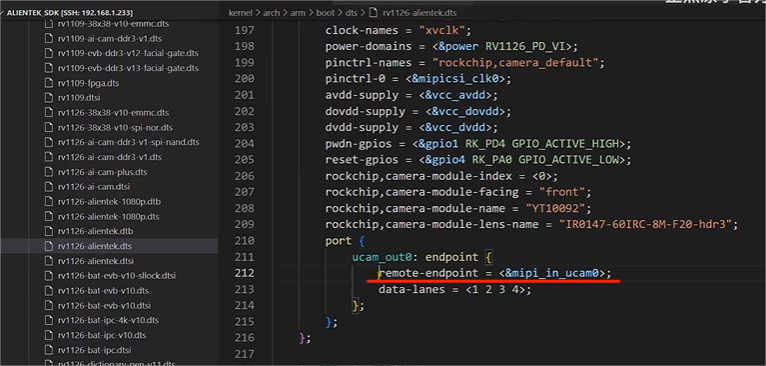 ALIENTEK_SDK [SSH: 192.168.1.233]
rv1109-38x38-v10-emmc.dts
rv1109-ai-cam-ddr3-v1.dts
rv1109-evb-ddr3-v12-facial-gate.dts
rv1109-evb-ddr3-v13-facial-gate.dts
rv1109-fpga.dts
rv1109.dtsi
rv1126-38x38-v10-emmc.dts
rv1126-38x38-v10-spi-nor.dts
rv1126-ai-cam-ddr3-v1-spi-nand.dts
rv1126-ai-cam-ddr3-v1.dts
rv1126-ai-cam-plus.dts
rv1126-ai-cam.dtsi
rv1126-alientek-1080p.dtb
rv1126-alientek-1080p.dts
rv1126-alientek.dtb
rv1126-alientek.dts
rv1126-alientek.dtsi
rv1126-bat-evb-v10-sllock.dtsi
rv1126-bat-evb-v10.dts
rv1126-bat-evb-v10.dtsi
rv1126-bat-ipc-4k-v10.dts
rv1126-bat-ipc-v10.dts
rv1126-bat-ipc.dtsi
kernel > arch > arm > boot > dts > rv1126-alientek.dts
197 clock-names = "xvclk";
198 power-domains = <&power RV1126_PD_VI>;
199 pinctrl-names = "rockchip,camera_default";
200 pinctrl-0 = <&mipicsi_clk0>;
201 avdd-supply = <&vcc_avdd>;
202 dovdd-supply = <&vcc_dovdd>;
203 dvdd-supply = <&vcc_dvdd>;
204 pwdn-gpios = <&gpio1 RK_PD4 GPIO_ACTIVE_HIGH>;
205 reset-gpios = <&gpio4 RK_PA0 GPIO_ACTIVE_LOW>;
206 rockchip,camera-module-index = <0>;
207 rockchip,camera-module-facing = "front";
208 rockchip,camera-module-name = "YT10092";
209 rockchip,camera-module-lens-name = "IR0147-60IRC-8M-F20-hdr3";
210 port {
211 ucam_out0: endpoint {
212 remote-endpoint = <&mipi_in_ucam0>;
213 data-lanes = <1 2 3 4>;
214 };
215 };
216 };
217